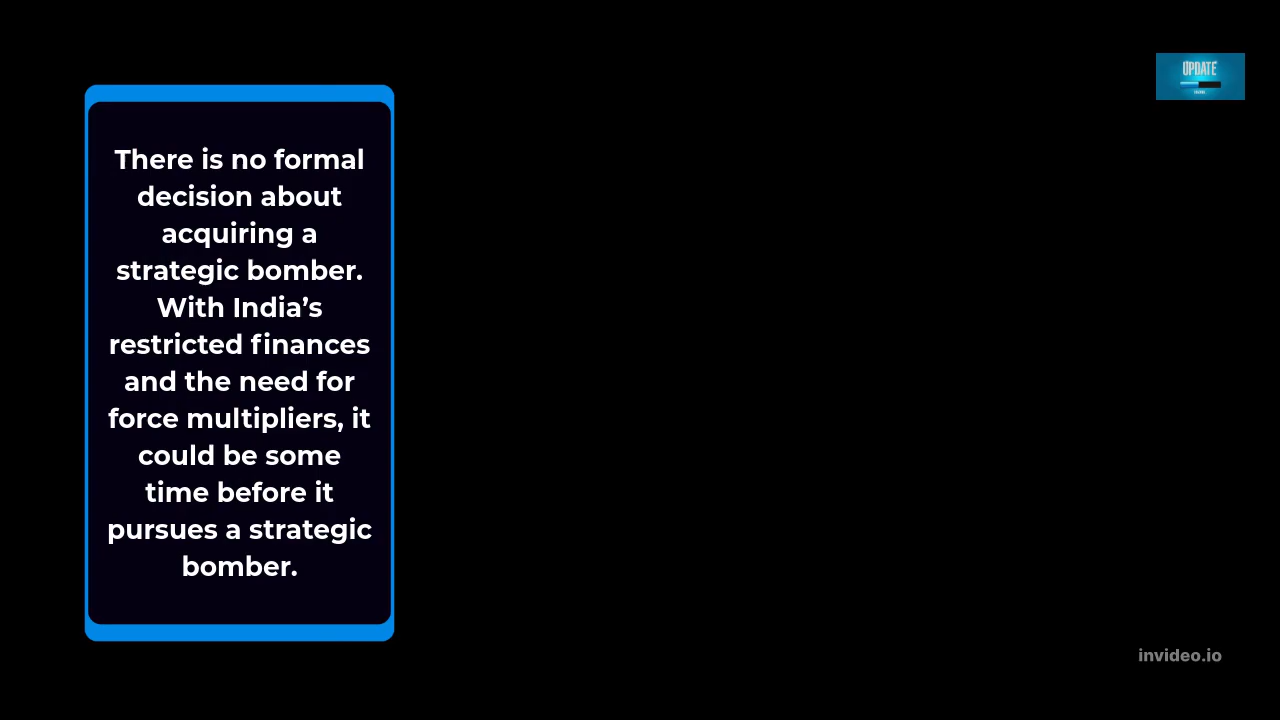 There is no formal
decision about
acquiring a
strategic bomber.
With India’s
restricted finances
and the need for
force multipliers, it
could be some
time before it
pursues a strategic
bomber.
UPDATE
invideo.io